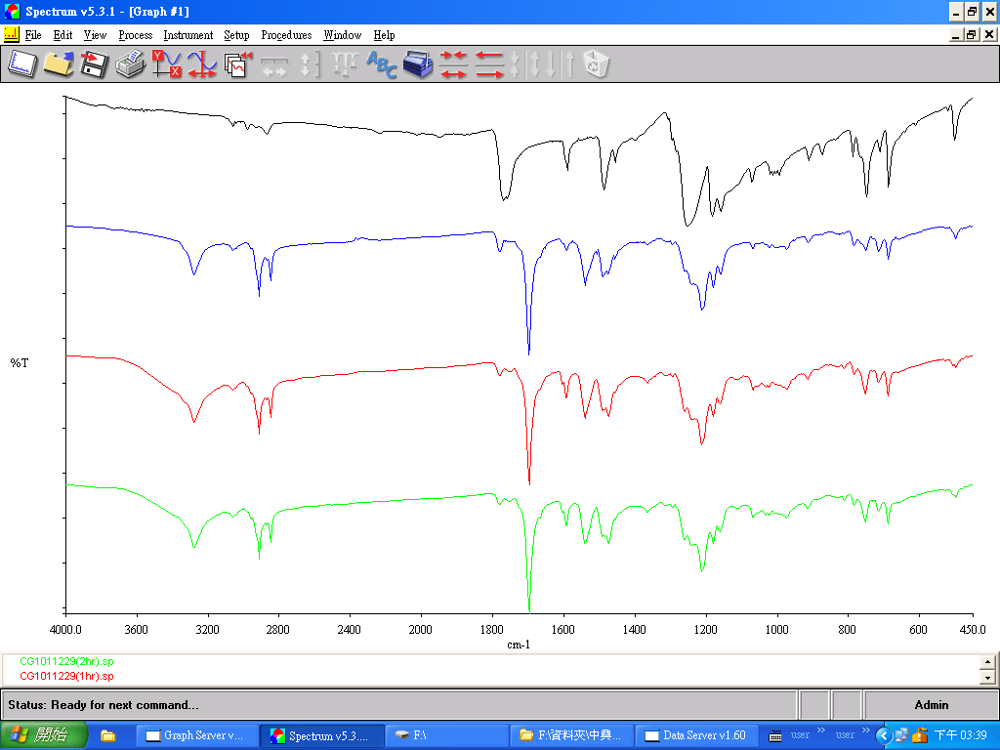 Spectrum v5.3.1 - [Graph #1]
File Edit View Process Instrument Setup Procedures Window Help
Y
X
ABC
%T
4000.0 3600 3200 2800 2400 2000 1800 1600 1400 1200 1000 800 600 450.0
cm-1
CG1011229(2hr).sp
CG1011229(1hr).sp
Status: Ready for next command... Admin
開始 Graph Server v... Spectrum v5.3.... F:\ F:\資料夾\中興... Data Server v1.60 user » user » 下午 03:39